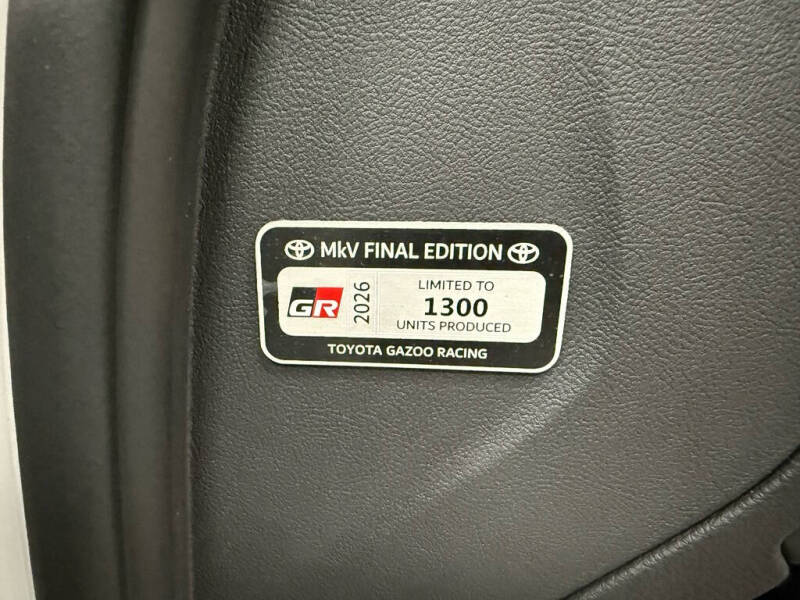 MkV FINAL EDITION
GR
2026
LIMITED TO
1300
UNITS PRODUCED
TOYOTA GAZOO RACING